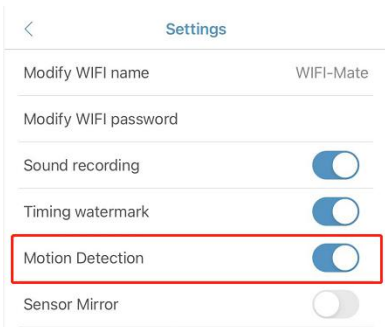 Settings
Modify WIFI name WIFI-Mate
Modify WIFI password
Sound recording
Timing watermark
Motion Detection
Sensor Mirror